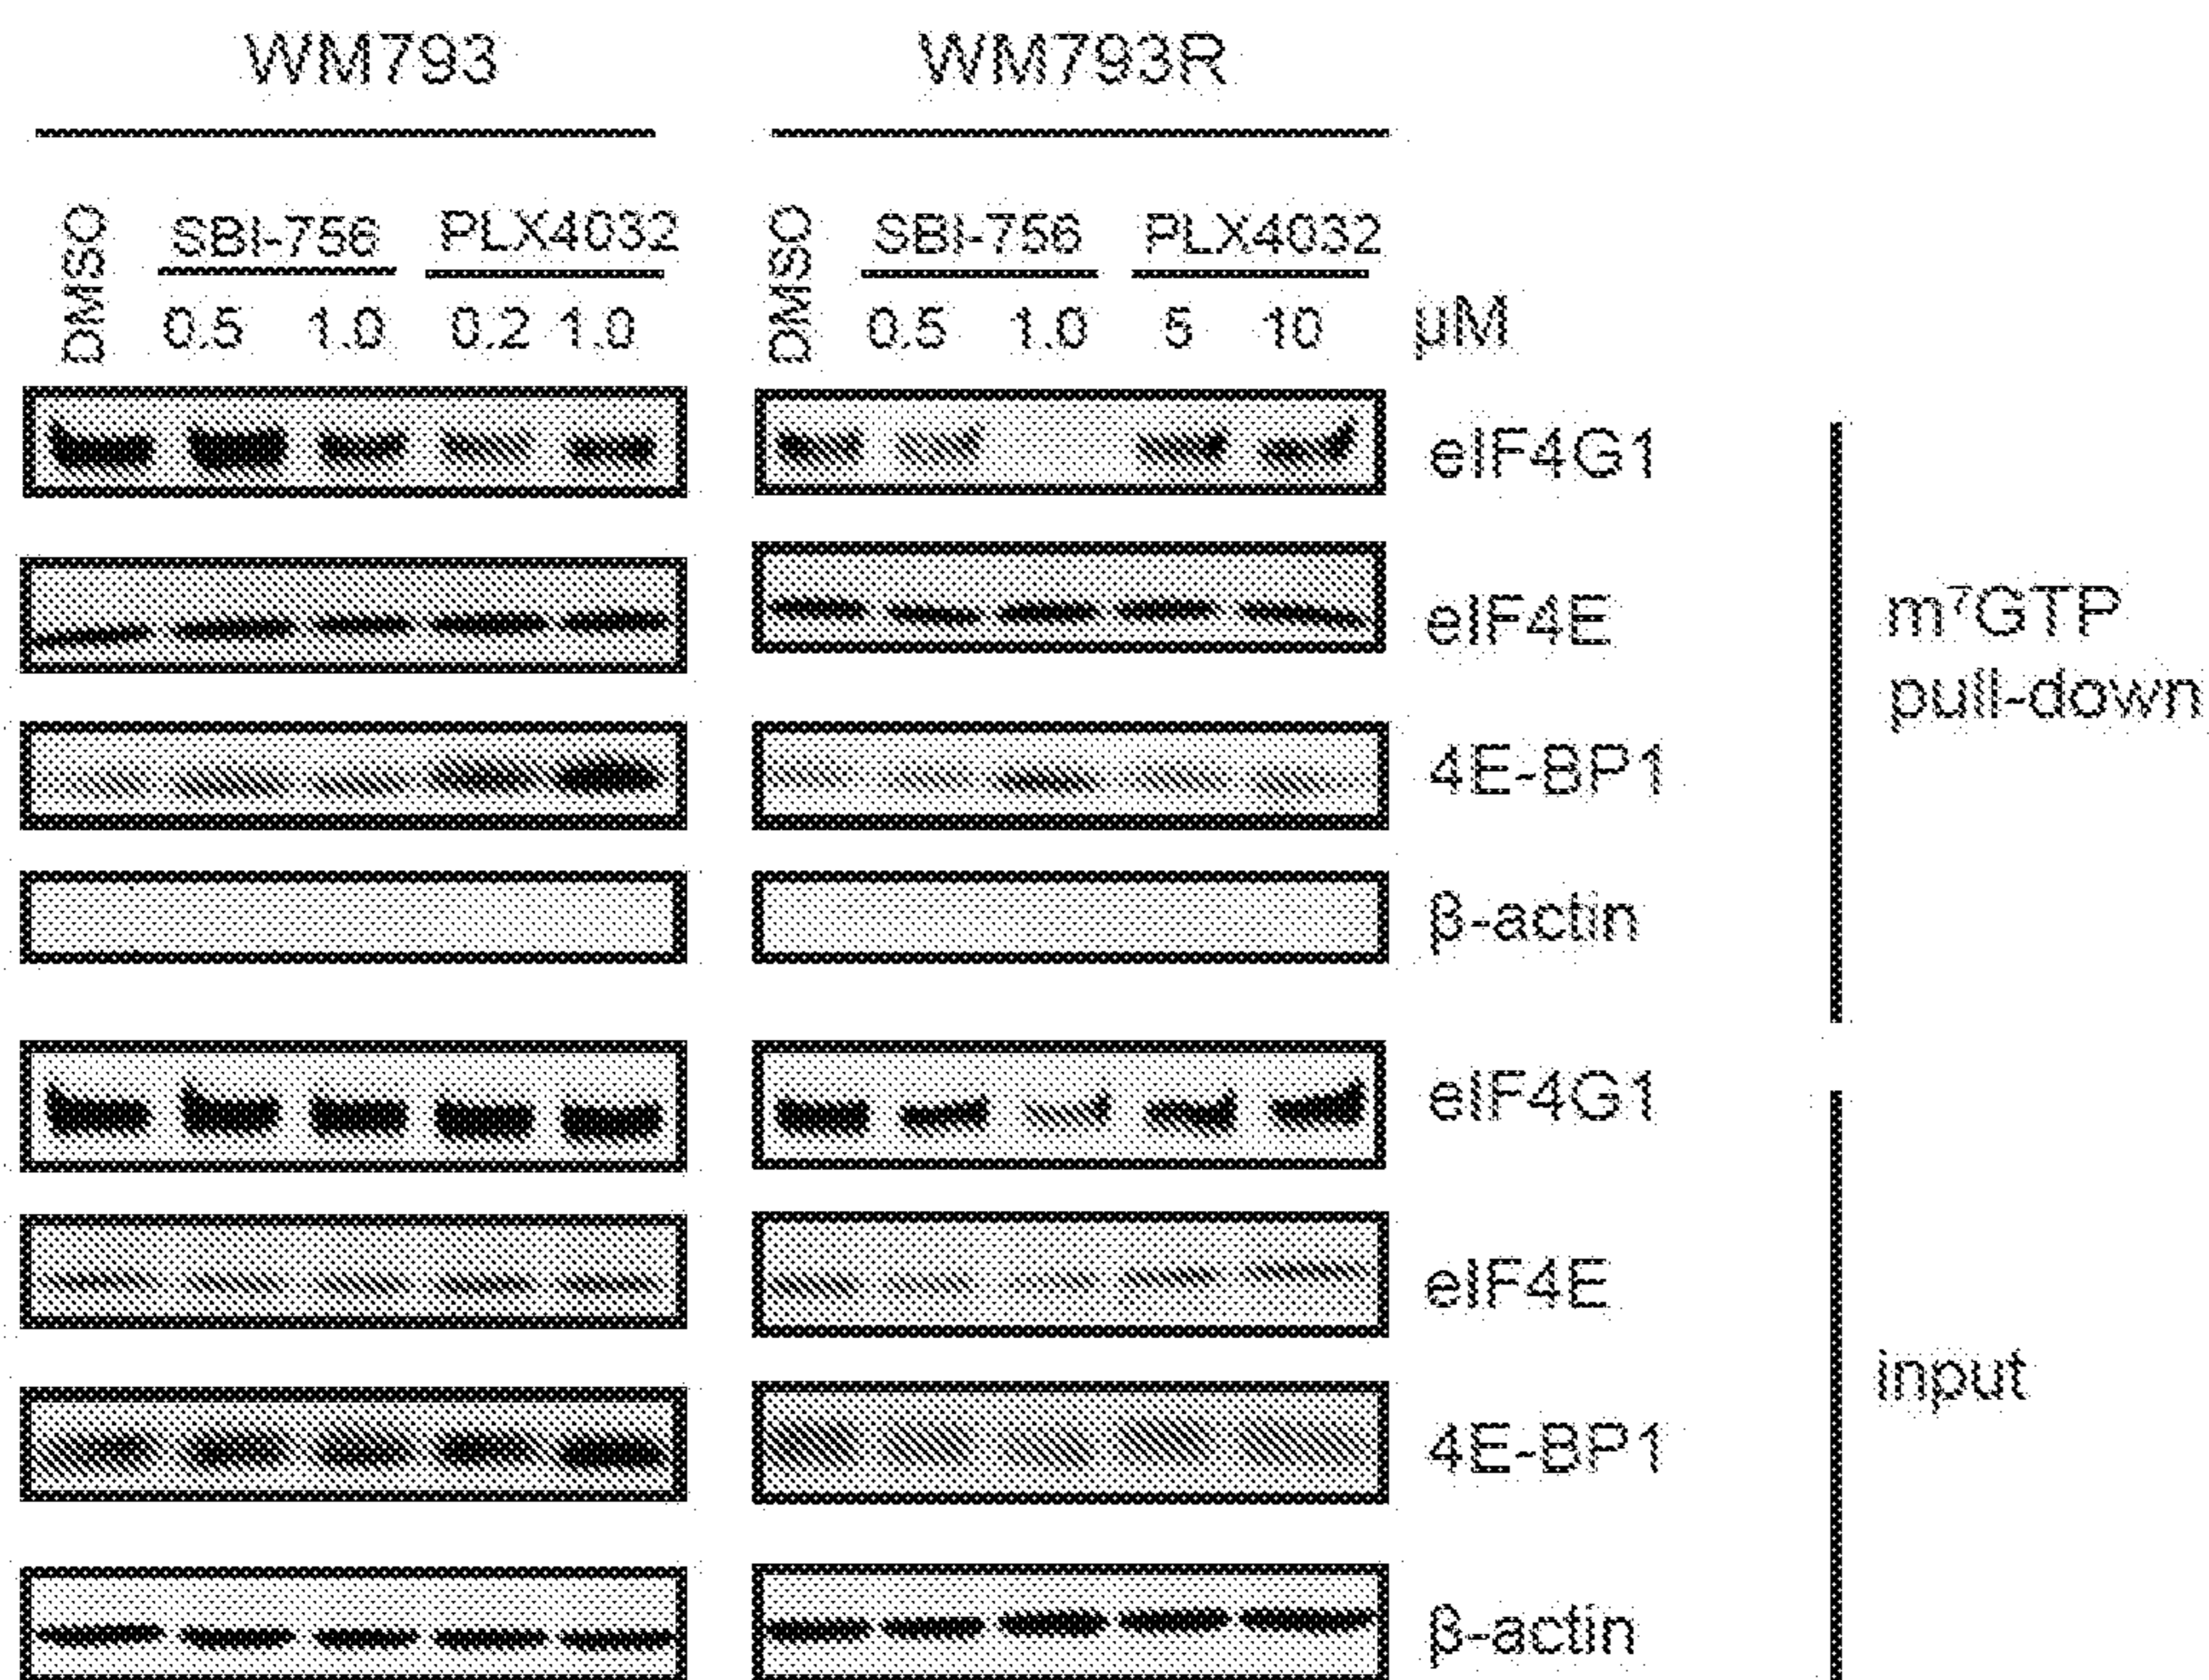 WM793 WM793R
DMSO SBI-756 PLX4032 DMSO SBI-756 PLX4032
0.5 1.0 0.2 1.0 0.5 1.0 5 10 µM
eIF4G1
eIF4E
m⁷GTP
pull-down
4E-BP1
β-actin
eIF4G1
eIF4E
input
4E-BP1
β-actin